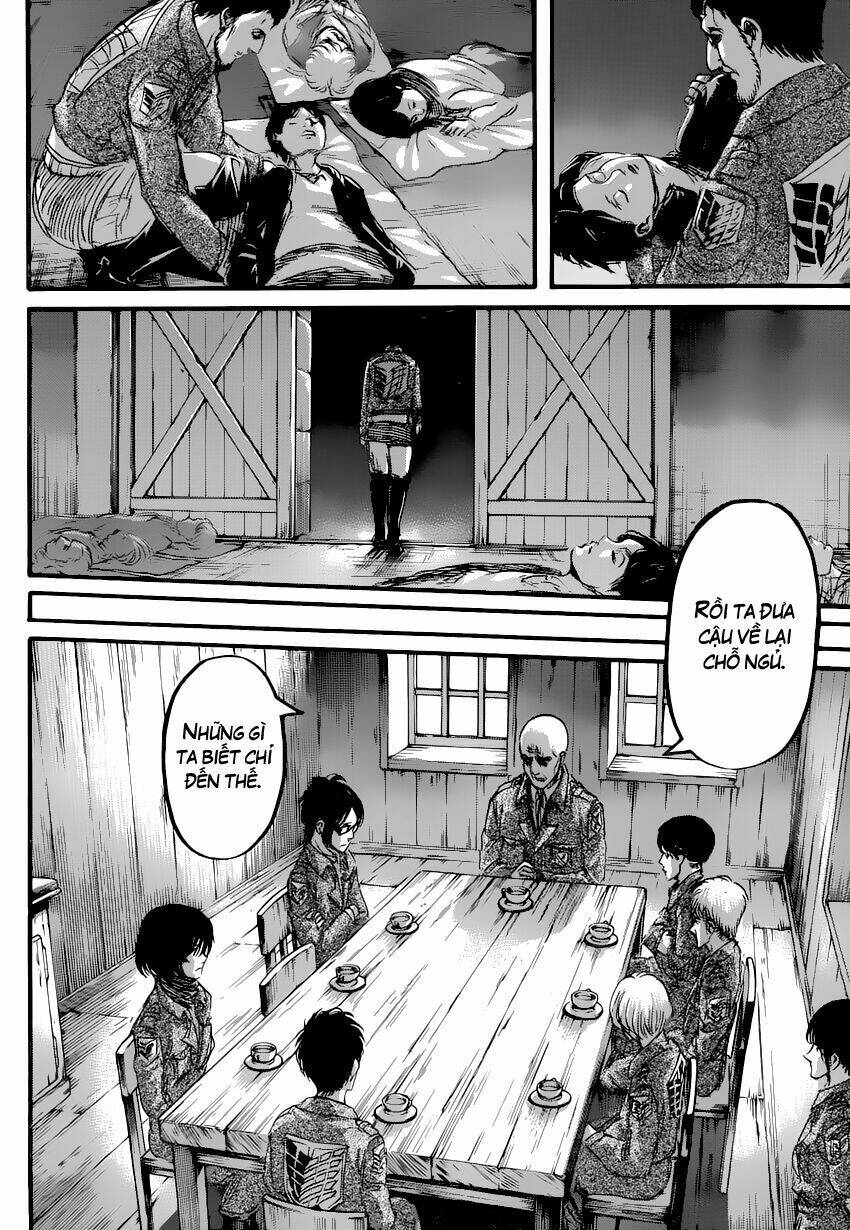 RỒI TA ĐƯA
CẬU VỀ LẠI
CHỖ NGỦ.
NHỮNG GÌ
TA BIẾT CHỈ
ĐẾN THẾ.